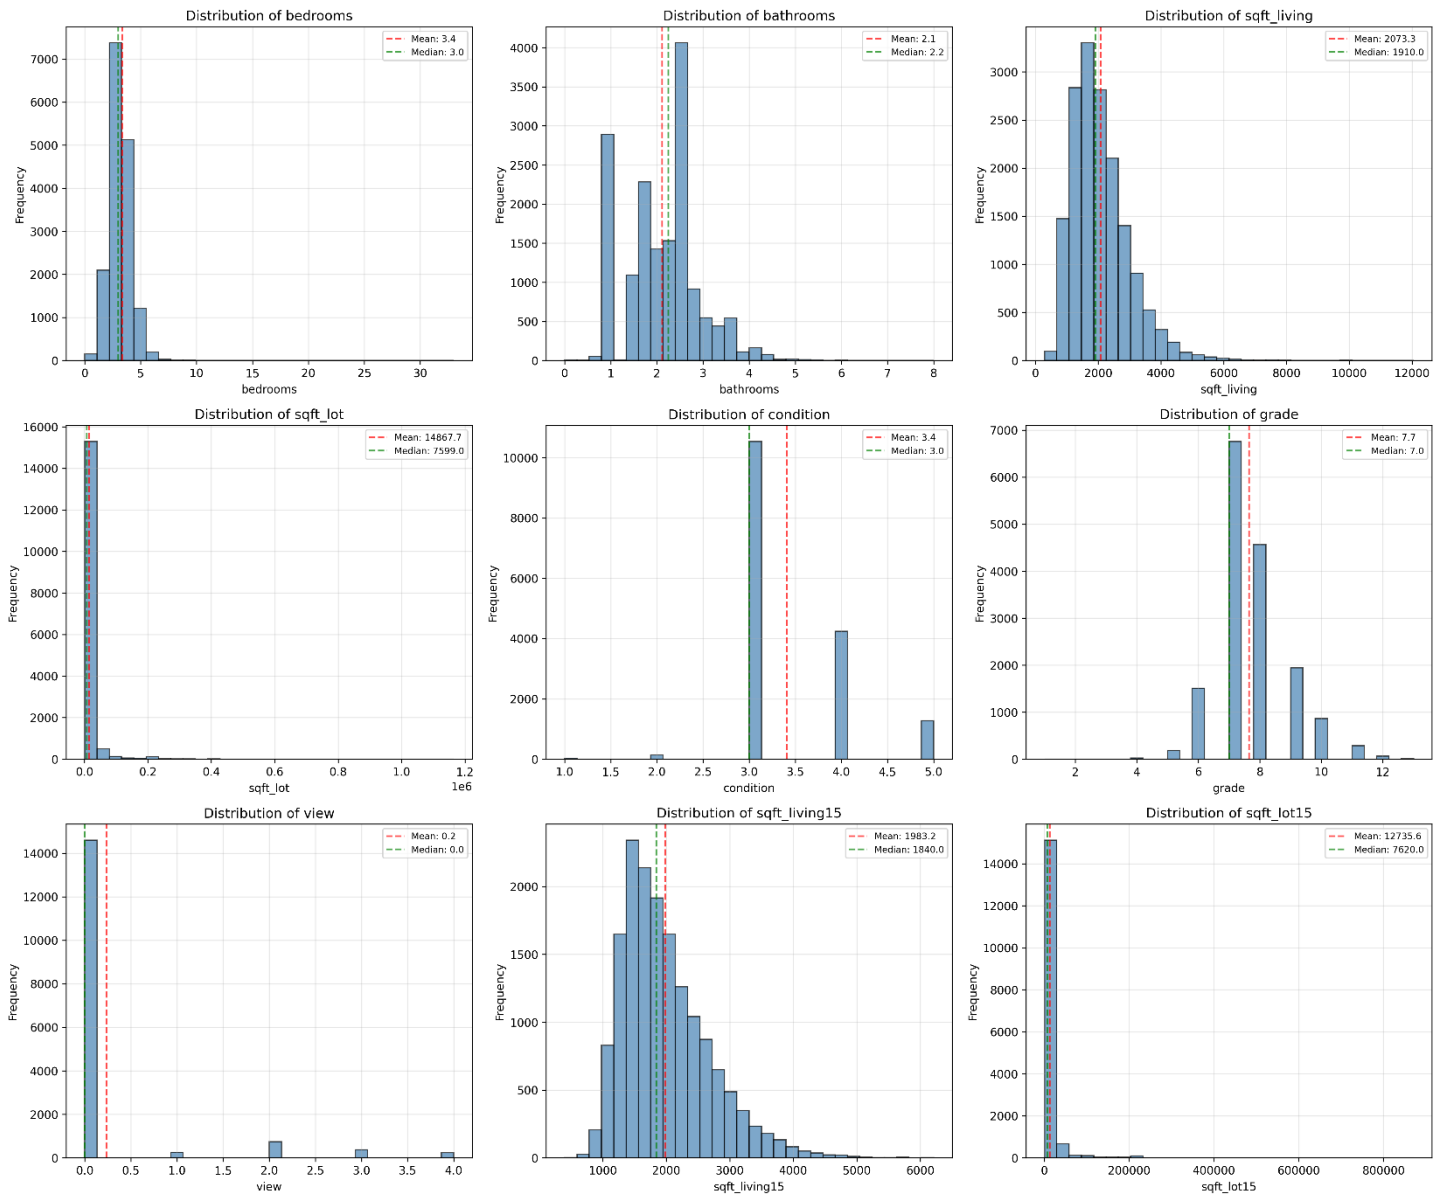 Distribution of bedrooms
Mean: 3.4
Median: 3.0
Frequency
7000
6000
5000
4000
3000
2000
1000
0
0 5 10 15 20 25 30
bedrooms
Distribution of bathrooms
Mean: 2.1
Median: 2.2
Frequency
4000
3500
3000
2500
2000
1500
1000
500
0
0 1 2 3 4 5 6 7 8
bathrooms
Distribution of sqft_living
Mean: 2073.3
Median: 1910.0
Frequency
3000
2500
2000
1500
1000
500
0
0 2000 4000 6000 8000 10000 12000
sqft_living
Distribution of sqft_lot
Mean: 14867.7
Median: 7599.0
Frequency
16000
14000
12000
10000
8000
6000
4000
2000
0
0.0 0.2 0.4 0.6 0.8 1.0 1.2
1e6
sqft_lot
Distribution of condition
Mean: 3.4
Median: 3.0
Frequency
10000
8000
6000
4000
2000
0
1.0 1.5 2.0 2.5 3.0 3.5 4.0 4.5 5.0
condition
Distribution of grade
Mean: 7.7
Median: 7.0
Frequency
7000
6000
5000
4000
3000
2000
1000
0
2 4 6 8 10 12
grade
Distribution of view
Mean: 0.2
Median: 0.0
Frequency
14000
12000
10000
8000
6000
4000
2000
0
0.0 0.5 1.0 1.5 2.0 2.5 3.0 3.5 4.0
view
Distribution of sqft_living15
Mean: 1983.2
Median: 1840.0
Frequency
2000
1500
1000
500
0
1000 2000 3000 4000 5000 6000
sqft_living15
Distribution of sqft_lot15
Mean: 12735.6
Median: 7620.0
Frequency
14000
12000
10000
8000
6000
4000
2000
0
0 200000 400000 600000 800000
sqft_lot15